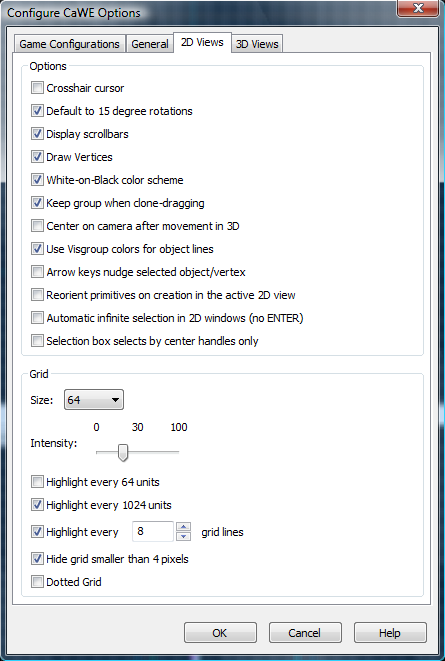 Configure CaWE Options
Game Configurations General 2D Views 3D Views
Options
Crosshair cursor
Default to 15 degree rotations
Display scrollbars
Draw Vertices
White-on-Black color scheme
Keep group when clone-dragging
Center on camera after movement in 3D
Use Visgroup colors for object lines
Arrow keys nudge selected object/vertex
Reorient primitives on creation in the active 2D view
Automatic infinite selection in 2D windows (no ENTER)
Selection box selects by center handles only
Grid
Size: 64
0 30 100
Intensity:
Highlight every 64 units
Highlight every 1024 units
Highlight every 8 grid lines
Hide grid smaller than 4 pixels
Dotted Grid
OK Cancel Help